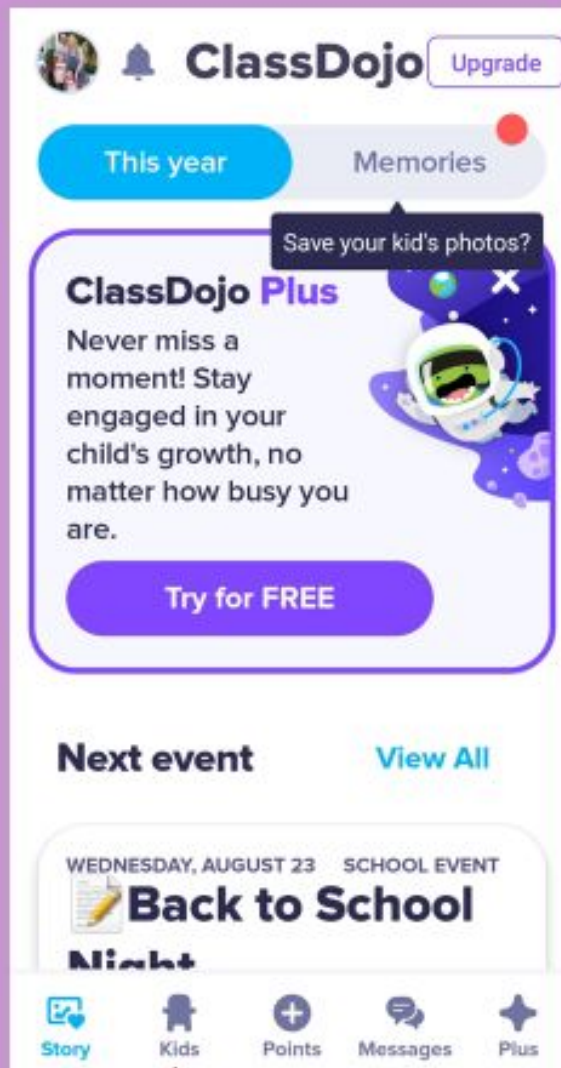 ClassDojo Upgrade
This year Memories
Save your kid's photos?
ClassDojo Plus
Never miss a
moment! Stay
engaged in your
child's growth, no
matter how busy you
are.
Try for FREE
Next event View All
WEDNESDAY, AUGUST 23 SCHOOL EVENT
📝Back to School
Night
Story Kids Points Messages Plus